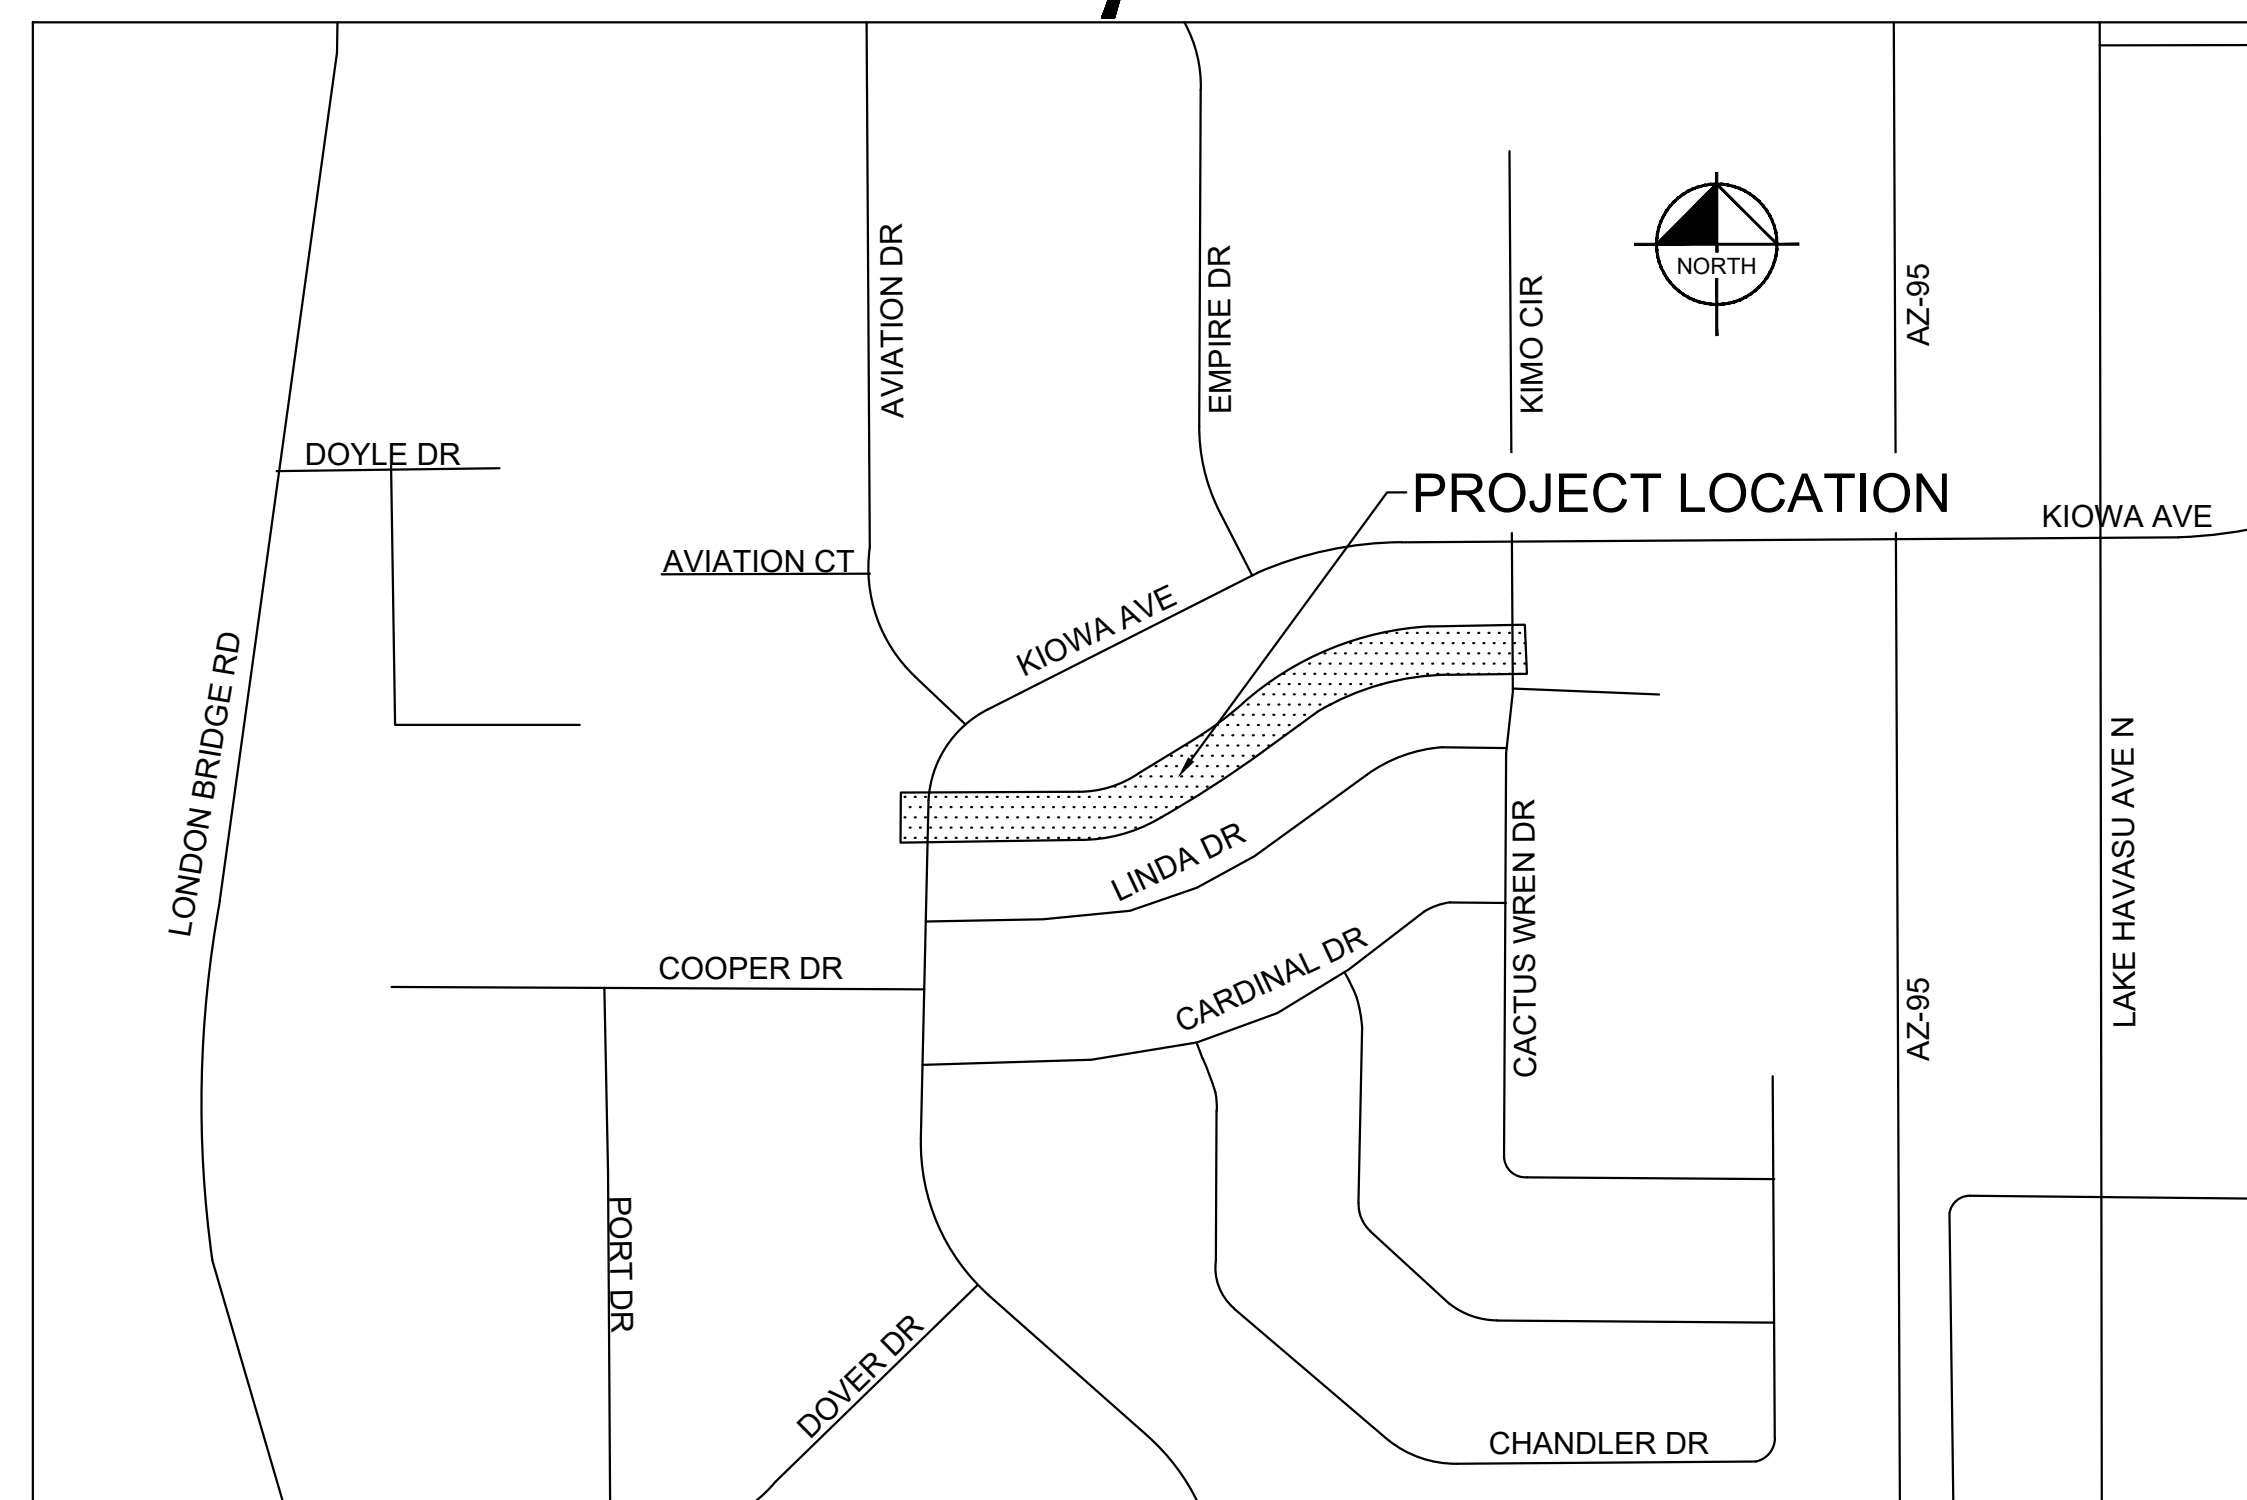 AVIATION DR
EMPIRE DR
KIMO CIR
NORTH
AZ-95
DOYLE DR
PROJECT LOCATION
KIOWA AVE
AVIATION CT
KIOWA AVE
LONDON BRIDGE RD
LINDA DR
CACTUS WREN DR
LAKE HAVASU AVE N
COOPER DR
CARDINAL DR
AZ-95
PORT DR
DOVER DR
CHANDLER DR